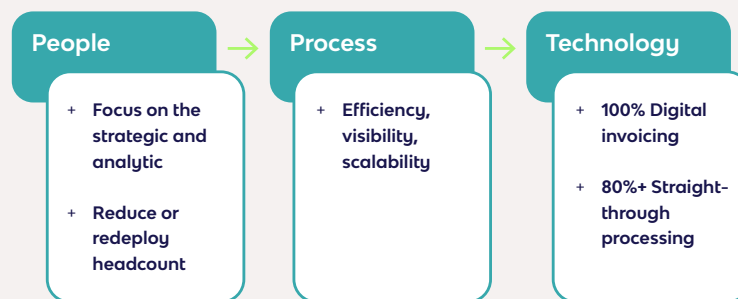 People
+ Focus on the
strategic and
analytic
+ Reduce or
redeploy
headcount
Process
+ Efficiency,
visibility,
scalability
Technology
+ 100% Digital
invoicing
+ 80%+ Straight-
through
processing